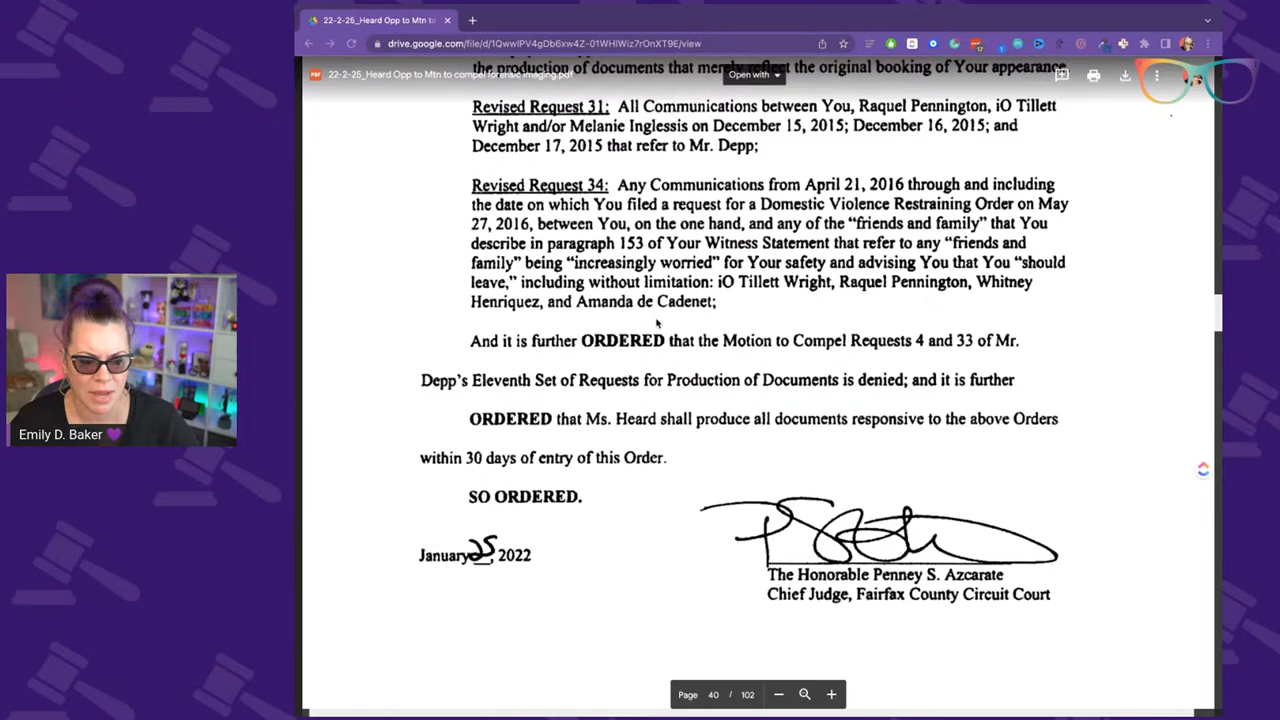 22-2-25_Heard Opp to Mtn to
drive.google.com/file/d/1QwwlPV4gDb6xw4Z-01WHlWiz7rOnXT9E/view
the production of documents that merely reflect the original booking of Your appearance
22-2-25_Heard Opp to Mtn to compel forensic imaging.pdf
Open with
Revised Request 31: All Communications between You, Raquel Pennington, iO Tillett
Wright and/or Melanie Inglessis on December 15, 2015; December 16, 2015; and
December 17, 2015 that refer to Mr. Depp;
Revised Request 34: Any Communications from April 21, 2016 through and including
the date on which You filed a request for a Domestic Violence Restraining Order on May
27, 2016, between You, on the one hand, and any of the “friends and family” that You
describe in paragraph 153 of Your Witness Statement that refer to any “friends and
family” being “increasingly worried” for Your safety and advising You that You “should
leave,” including without limitation: iO Tillett Wright, Raquel Pennington, Whitney
Henriquez, and Amanda de Cadenet;
And it is further ORDERED that the Motion to Compel Requests 4 and 33 of Mr.
Depp’s Eleventh Set of Requests for Production of Documents is denied; and it is further
ORDERED that Ms. Heard shall produce all documents responsive to the above Orders
within 30 days of entry of this Order.
SO ORDERED.
January 25, 2022
The Honorable Penney S. Azcarate
Chief Judge, Fairfax County Circuit Court
Emily D. Baker
Page 40 / 102